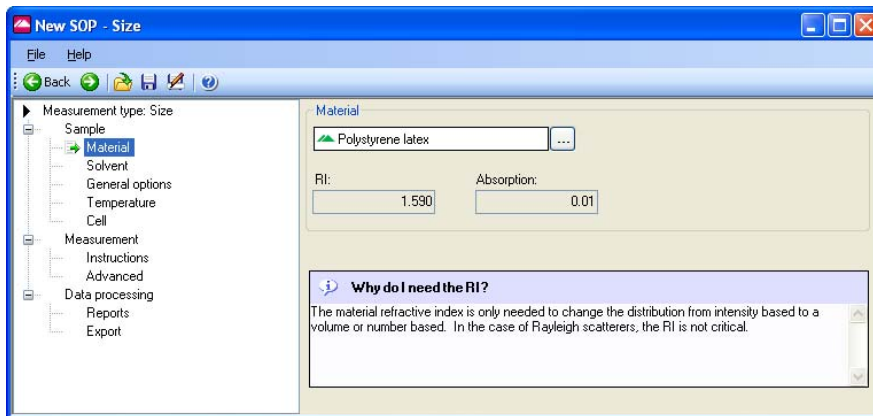 New SOP - Size
File Help
Back
Measurement type: Size
Sample
Material
Solvent
General options
Temperature
Cell
Measurement
Instructions
Advanced
Data processing
Reports
Export
Material
Polystyrene latex
...
RI: Absorption:
1.590 0.01
Why do I need the RI?
The material refractive index is only needed to change the distribution from intensity based to a
volume or number based. In the case of Rayleigh scatterers, the RI is not critical.